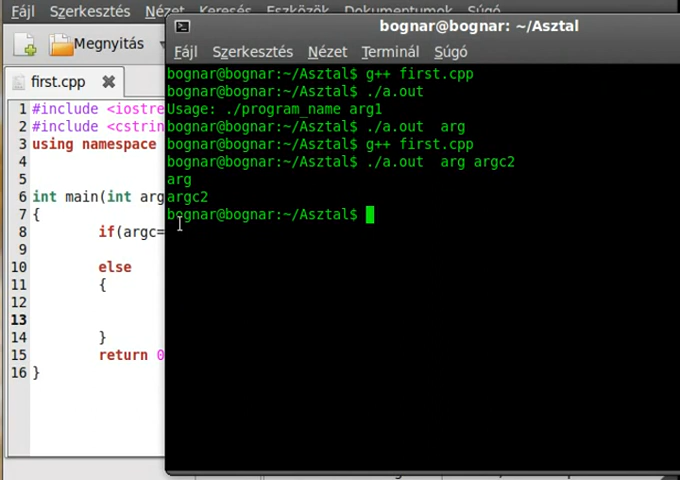 Fájl Szerkesztés Nézet Keresés Eszközök Dokumentumok Súgó
bognar@bognar: ~/Asztal
Megnyitás
Fájl Szerkesztés Nézet Terminál Súgó
first.cpp
bognar@bognar:~/Asztal$ g++ first.cpp
bognar@bognar:~/Asztal$ ./a.out
Usage: ./program_name arg1
bognar@bognar:~/Asztal$ ./a.out  arg
bognar@bognar:~/Asztal$ g++ first.cpp
bognar@bognar:~/Asztal$ ./a.out  arg argc2
arg
argc2
bognar@bognar:~/Asztal$
1 #include <iostre
2 #include <cstrin
3 using namespace
4
5
6 int main(int arg
7 {
8 if(argc=
9
10 else
11 {
12
13
14 }
15 return 0
16 }